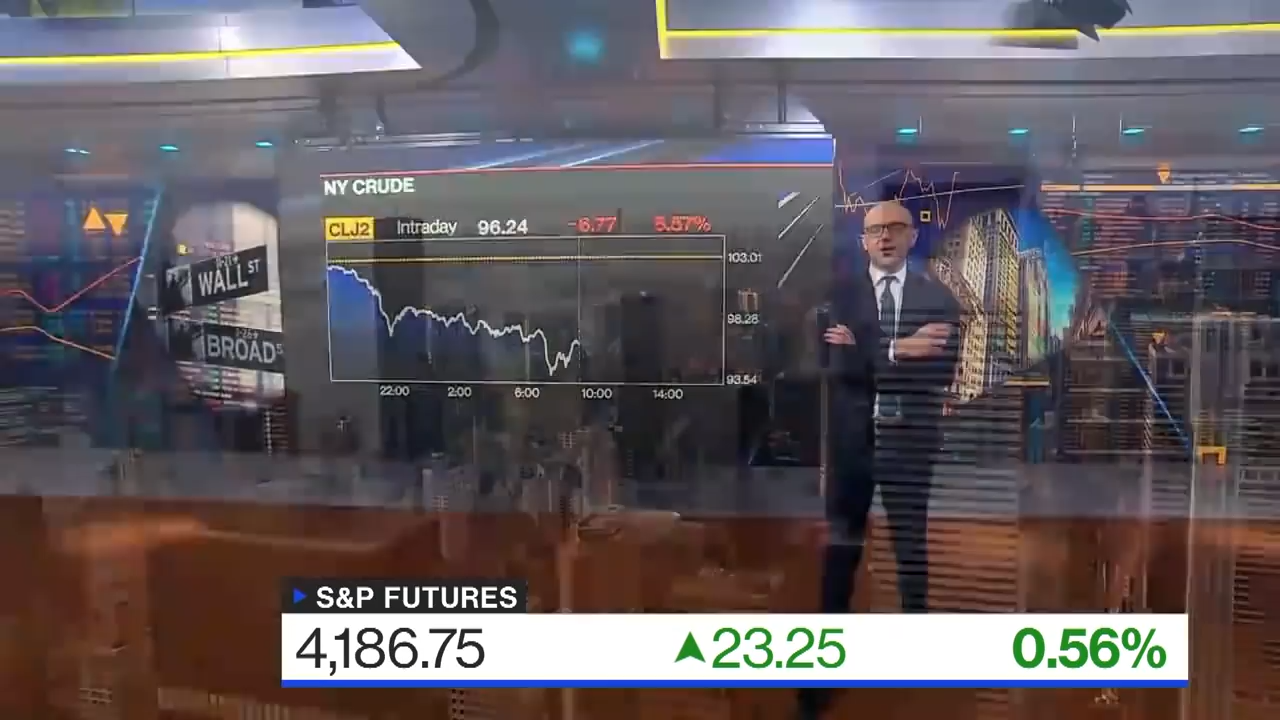 NY CRUDE
CLJ2 Intraday 96.24 -6.77 5.87%
103.01
98.28
93.54
22:00 2:00 6:00 10:00 14:00
WALL ST
BROAD
S&P FUTURES
4,186.75 ▲23.25 0.56%